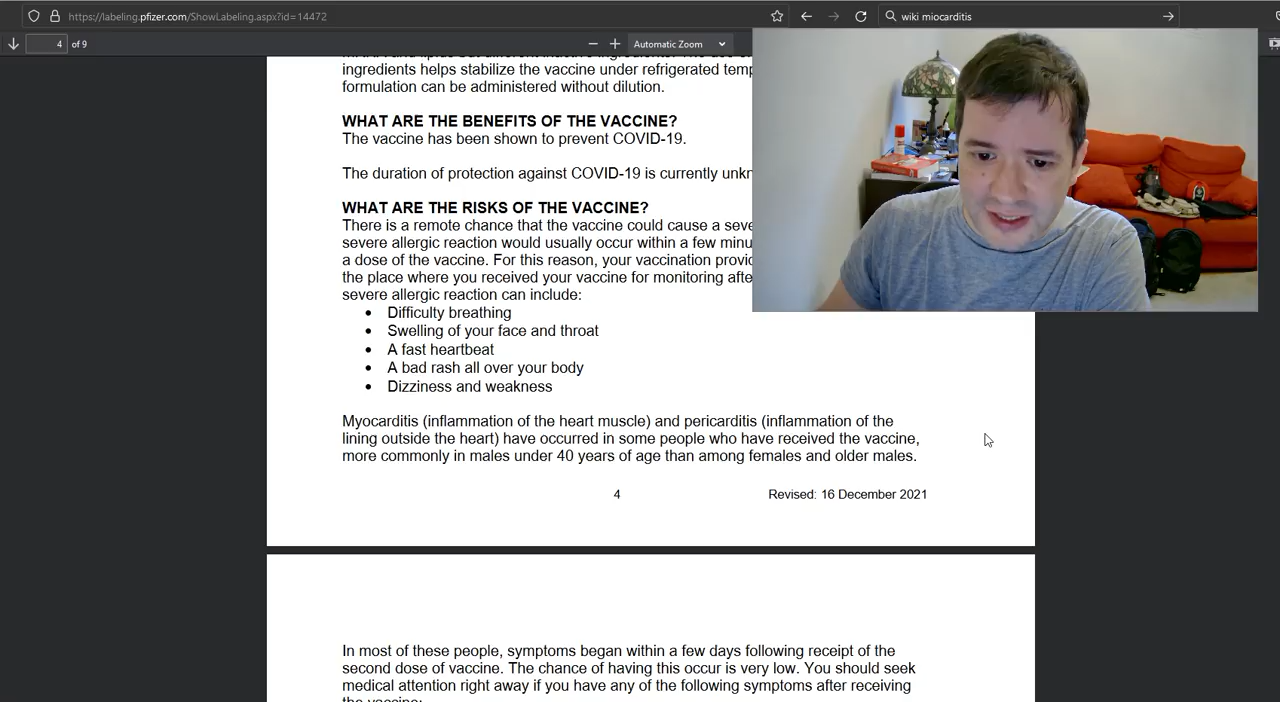 https://labeling.pfizer.com/ShowLabeling.aspx?id=14472
wiki miocarditis
4 of 9
Automatic Zoom
ingredients helps stabilize the vaccine under refrigerated temp
formulation can be administered without dilution.
WHAT ARE THE BENEFITS OF THE VACCINE?
The vaccine has been shown to prevent COVID-19.
The duration of protection against COVID-19 is currently unkn
WHAT ARE THE RISKS OF THE VACCINE?
There is a remote chance that the vaccine could cause a seve
severe allergic reaction would usually occur within a few minu
a dose of the vaccine. For this reason, your vaccination provid
the place where you received your vaccine for monitoring afte
severe allergic reaction can include:
• Difficulty breathing
• Swelling of your face and throat
• A fast heartbeat
• A bad rash all over your body
• Dizziness and weakness
Myocarditis (inflammation of the heart muscle) and pericarditis (inflammation of the
lining outside the heart) have occurred in some people who have received the vaccine,
more commonly in males under 40 years of age than among females and older males.
4 Revised: 16 December 2021
In most of these people, symptoms began within a few days following receipt of the
second dose of vaccine. The chance of having this occur is very low. You should seek
medical attention right away if you have any of the following symptoms after receiving
the vaccine: